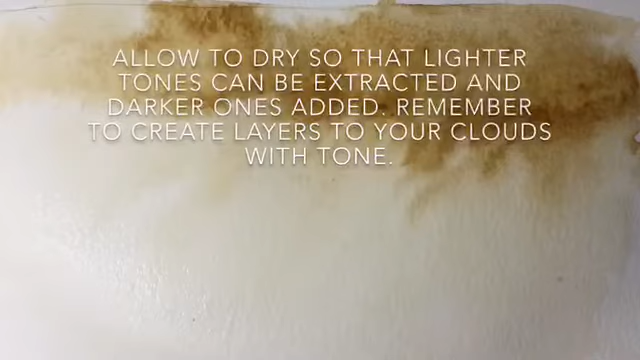 ALLOW TO DRY SO THAT LIGHTER
TONES CAN BE EXTRACTED AND
DARKER ONES ADDED. REMEMBER
TO CREATE LAYERS TO YOUR CLOUDS
WITH TONE.